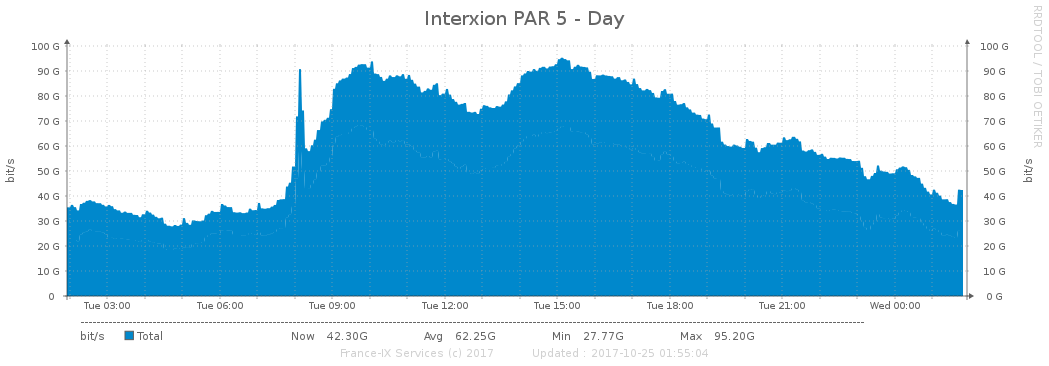 Interxion PAR 5 - Day
RRDTOOL / TOBI OETIKER
100 G 100 G
90 G 90 G
80 G 80 G
70 G 70 G
60 G 60 G
50 G 50 G
40 G 40 G
30 G 30 G
20 G 20 G
10 G 10 G
0 0 G
bit/s bit/s
Tue 03:00 Tue 06:00 Tue 09:00 Tue 12:00 Tue 15:00 Tue 18:00 Tue 21:00 Wed 00:00
bit/s Total Now 42.30G Avg 62.25G Min 27.77G Max 95.20G
France-IX Services (c) 2017 Updated : 2017-10-25 01:55:04